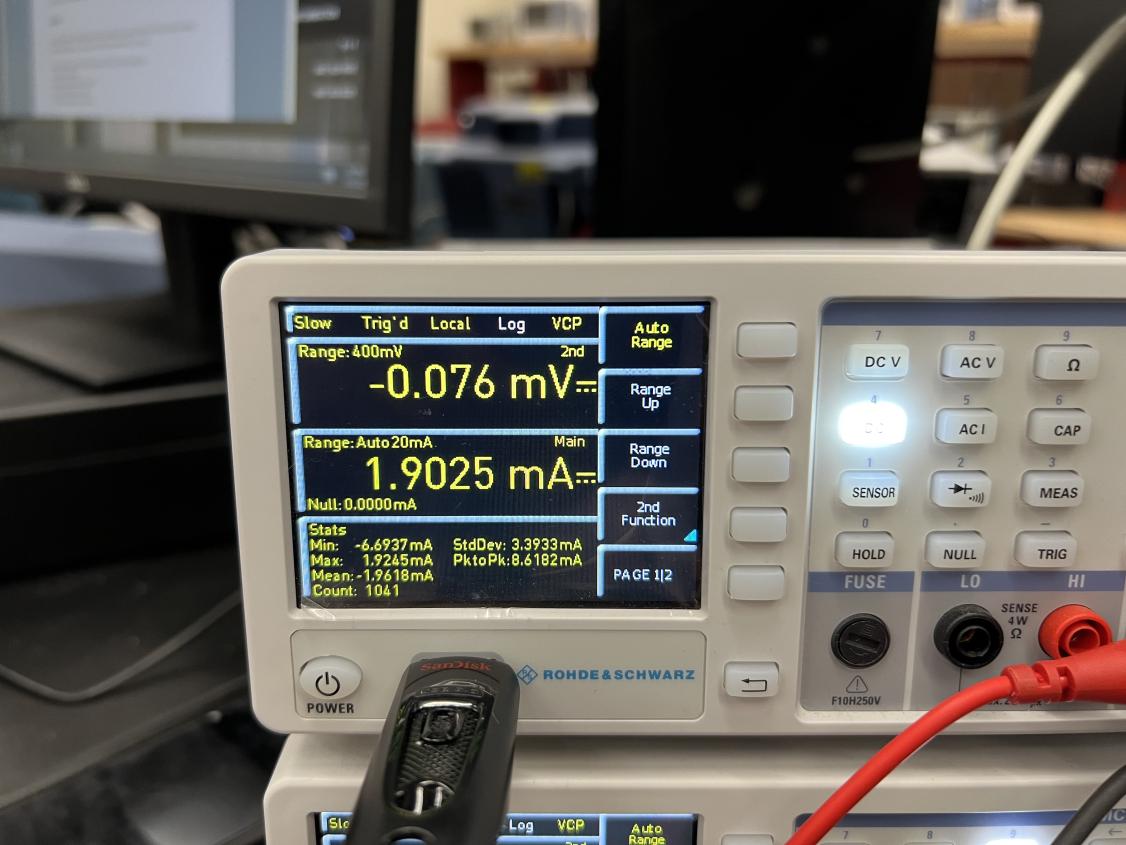 Slow Trig'd Local Log VCP
Auto
Range
Range:400mV 2nd
-0.076 mV
Range
Up
Range:Auto20mA Main
1.9025 mA
Null:0.0000mA
Range
Down
2nd
Function
Stats
Min: -6.6937mA StdDev: 3.3933mA
Max: 1.9245mA PktoPk:8.6182mA
Mean:-1.9618mA
Count: 1041
PAGE 1|2
7 8 9
DC V AC V Ω
4 5 6
AC I CAP
1 2 3
SENSOR MEAS
0 . −
HOLD NULL TRIG
FUSE LO HI
SENSE
4W
Ω
F10H250V
POWER
SanDisk
ROHDE&SCHWARZ
Log VCP
Auto
Range
7 8 9